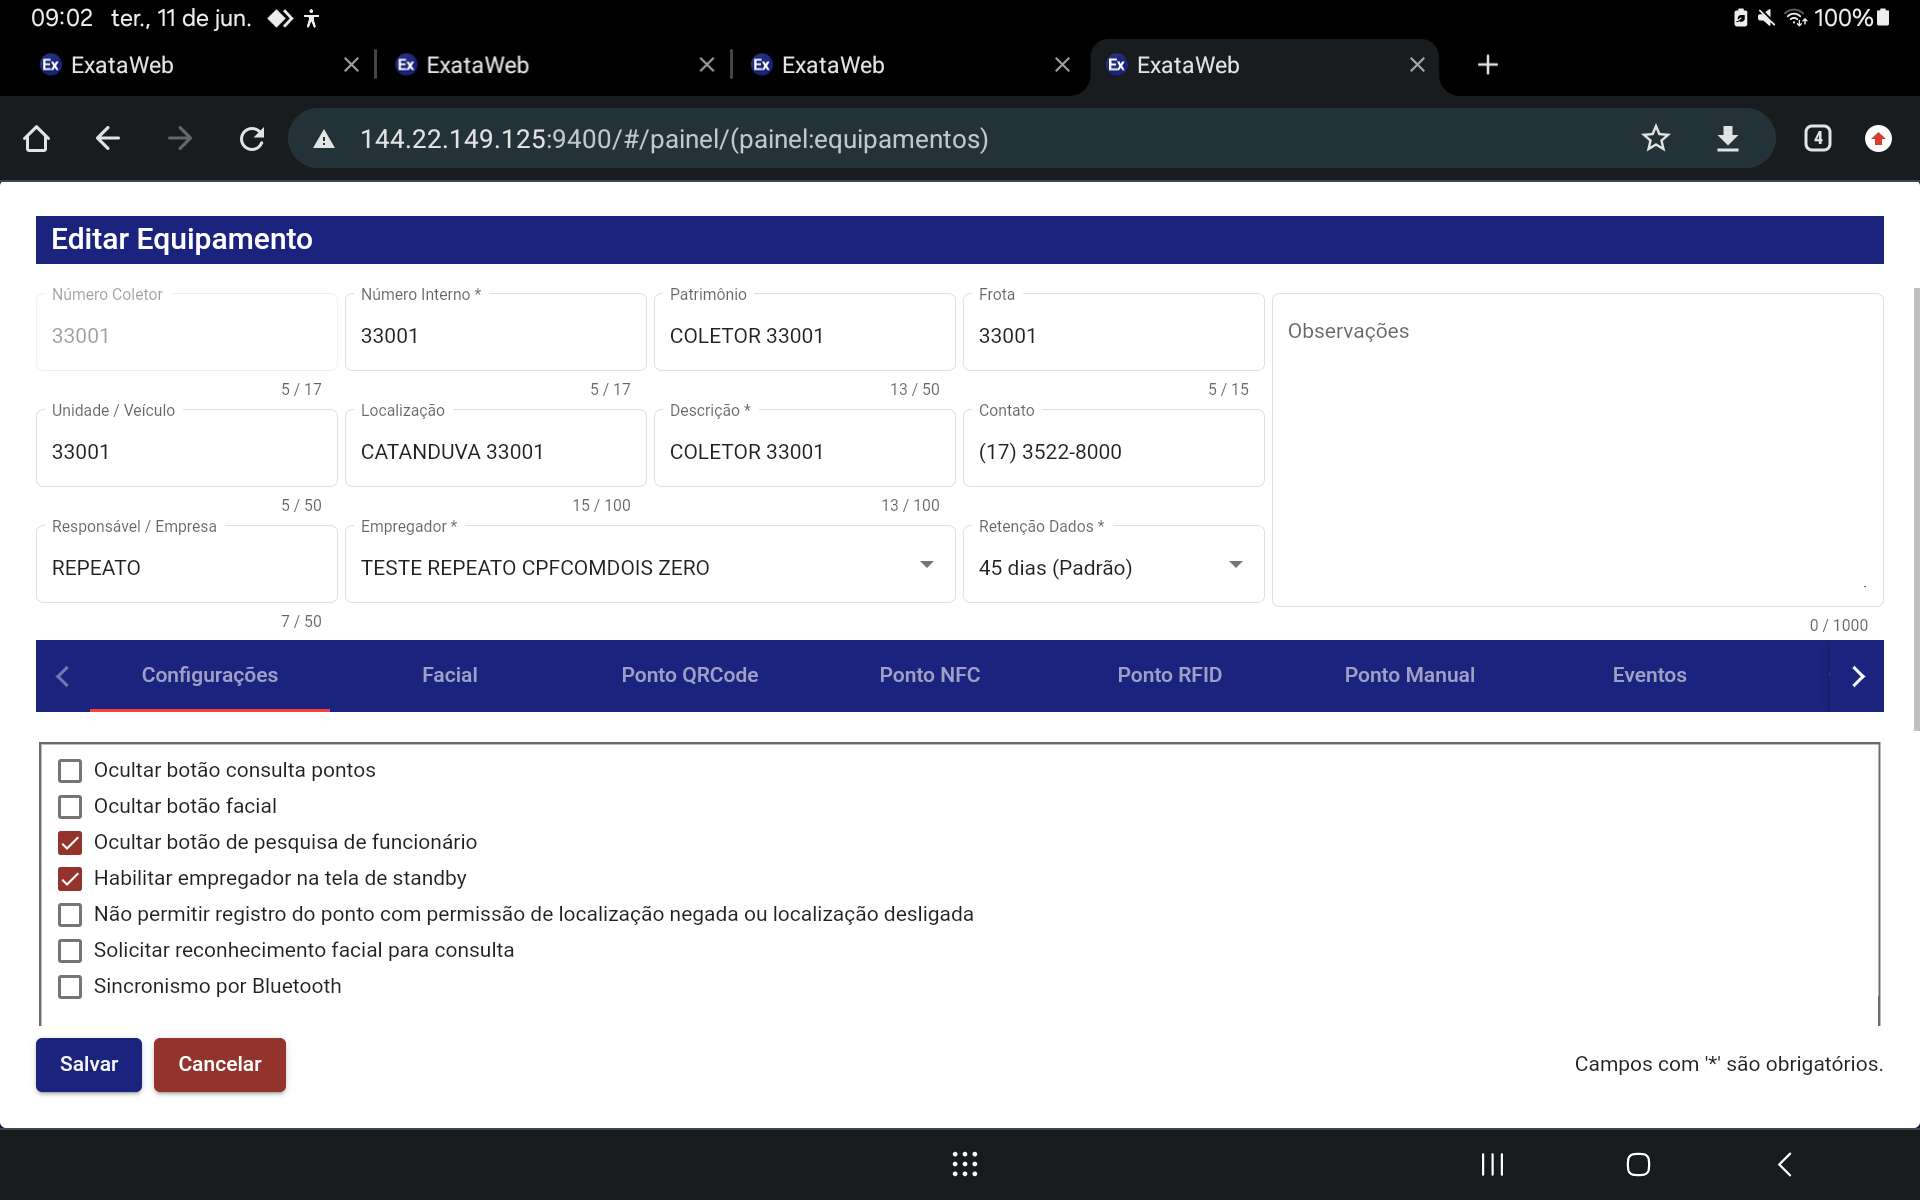 09:02 ter., 11 de jun. 100%
Ex ExataWeb Ex ExataWeb Ex ExataWeb Ex ExataWeb
144.22.149.125:9400/#/painel/(painel:equipamentos) 4
Editar Equipamento
Número Coletor Número Interno * Patrimônio Frota
33001 33001 COLETOR 33001 33001 Observações
5 / 17 5 / 17 13 / 50 5 / 15
Unidade / Veículo Localização Descrição * Contato
33001 CATANDUVA 33001 COLETOR 33001 (17) 3522-8000
5 / 50 15 / 100 13 / 100
Responsável / Empresa Empregador * Retenção Dados *
REPEATO TESTE REPEATO CPFCOMDOIS ZERO 45 dias (Padrão)
7 / 50 0 / 1000
Configurações Facial Ponto QRCode Ponto NFC Ponto RFID Ponto Manual Eventos
Ocultar botão consulta pontos
Ocultar botão facial
Ocultar botão de pesquisa de funcionário
Habilitar empregador na tela de standby
Não permitir registro do ponto com permissão de localização negada ou localização desligada
Solicitar reconhecimento facial para consulta
Sincronismo por Bluetooth
Salvar Cancelar Campos com '*' são obrigatórios.